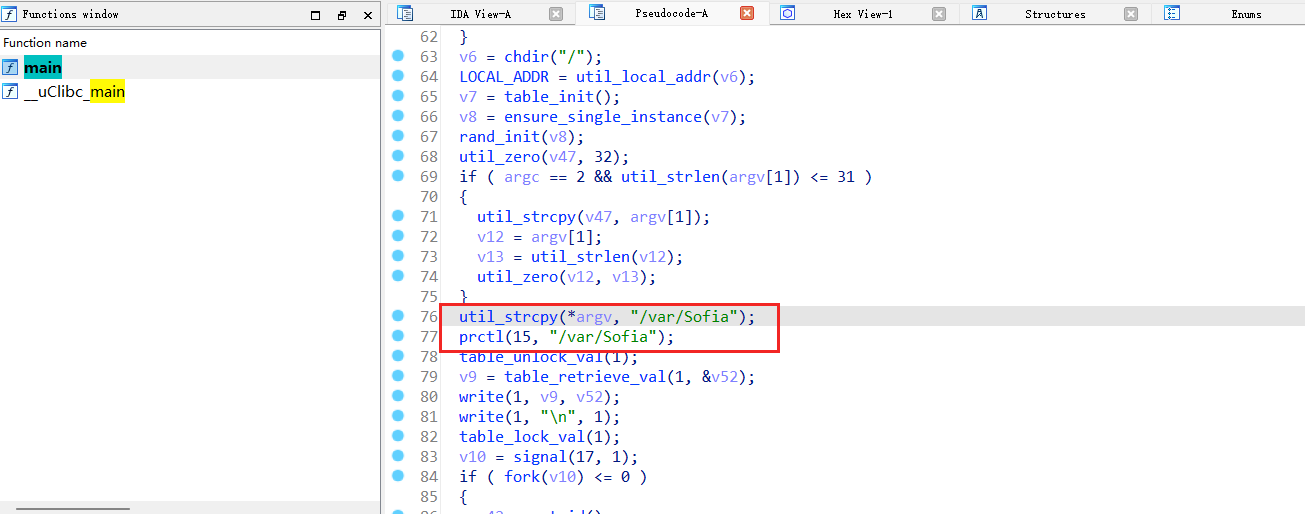 Functions window
Function name
main
__uClibc_main
IDA View-A
Pseudocode-A
Hex View-1
Structures
Enums
62 }
63 v6 = chdir("/");
64 LOCAL_ADDR = util_local_addr(v6);
65 v7 = table_init();
66 v8 = ensure_single_instance(v7);
67 rand_init(v8);
68 util_zero(v47, 32);
69 if ( argc == 2 && util_strlen(argv[1]) <= 31 )
70 {
71 util_strcpy(v47, argv[1]);
72 v12 = argv[1];
73 v13 = util_strlen(v12);
74 util_zero(v12, v13);
75 }
76 util_strcpy(*argv, "/var/Sofia");
77 prctl(15, "/var/Sofia");
78 table_unlock_val(1);
79 v9 = table_retrieve_val(1, &v52);
80 write(1, v9, v52);
81 write(1, "\n", 1);
82 table_lock_val(1);
83 v10 = signal(17, 1);
84 if ( fork(v10) <= 0 )
85 {